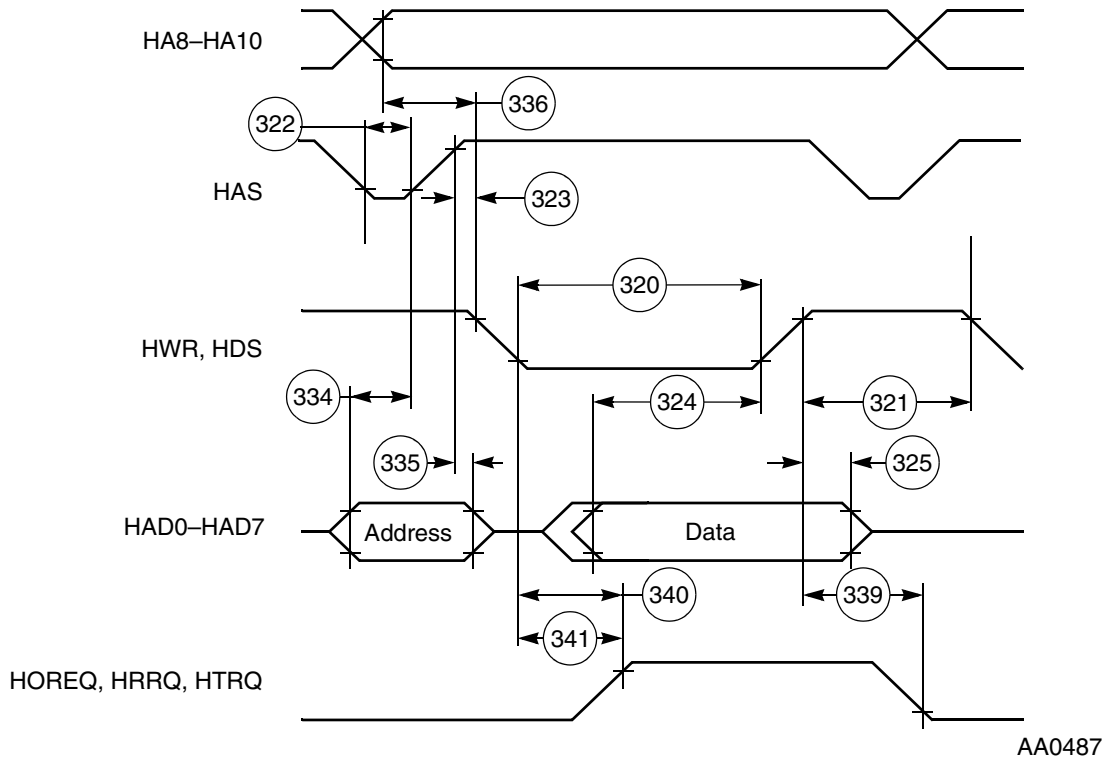 HA8–HA10
336
322
HAS
323
320
HWR, HDS
334
324
321
335
325
HAD0–HAD7
Address
Data
340
339
341
HOREQ, HRRQ, HTRQ
AA0487